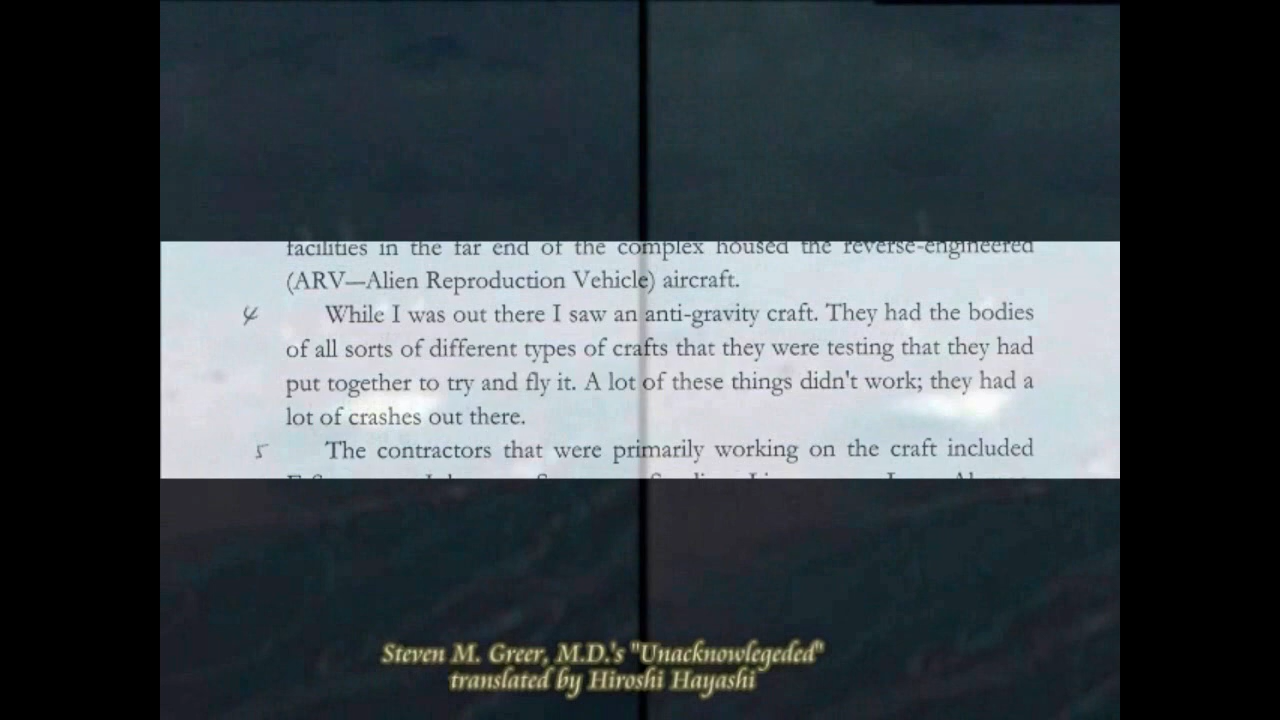 facilities in the far end of the complex housed the reverse-engineered
(ARV—Alien Reproduction Vehicle) aircraft.
4 While I was out there I saw an anti-gravity craft. They had the bodies
of all sorts of different types of crafts that they were testing that they had
put together to try and fly it. A lot of these things didn't work; they had a
lot of crashes out there.
5 The contractors that were primarily working on the craft included
Steven M. Greer, M.D.'s "Unacknowlegeded"
translated by Hiroshi Hayashi